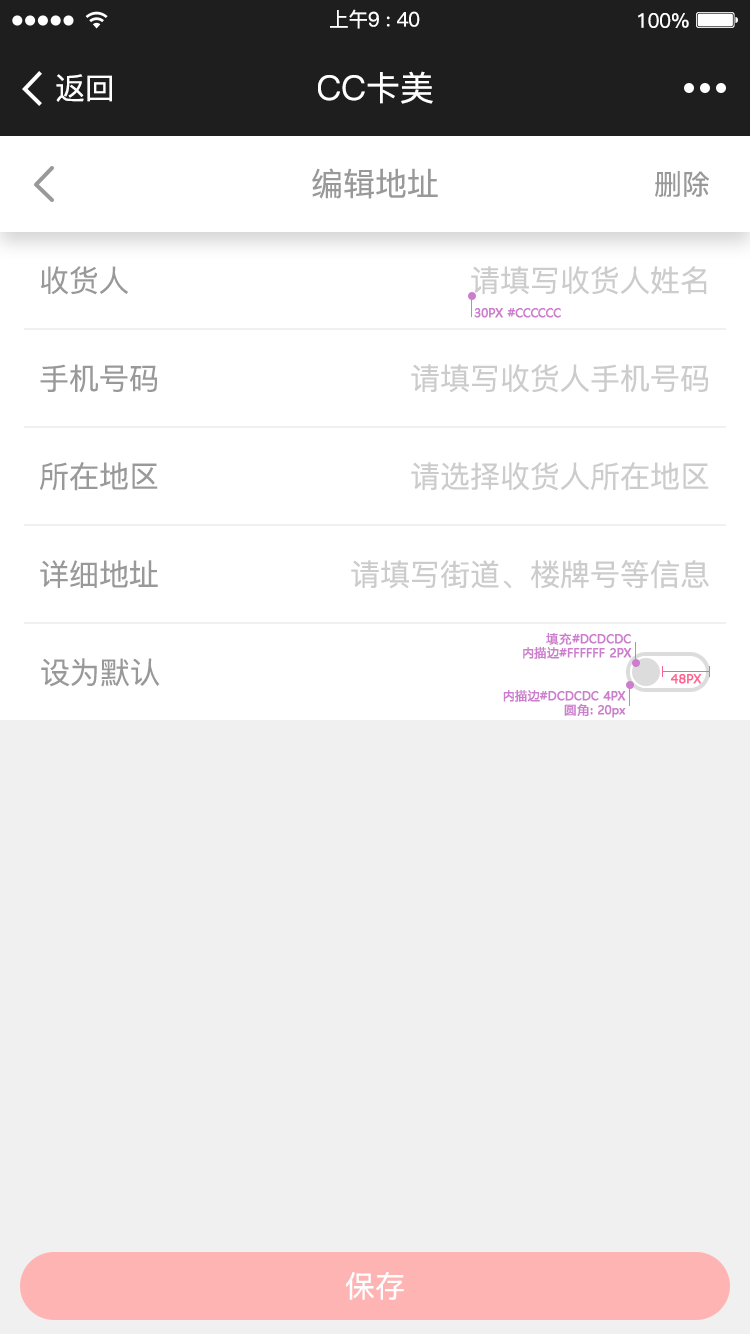 上午9 : 40
100%
返回
CC卡美
编辑地址
删除
收货人
请填写收货人姓名
30PX #CCCCCC
手机号码
请填写收货人手机号码
所在地区
请选择收货人所在地区
详细地址
请填写街道、楼牌号等信息
设为默认
填充#DCDCDC
内描边#FFFFFF 2PX
48PX
内描边#DCDCDC 4PX
圆角: 20px
保存